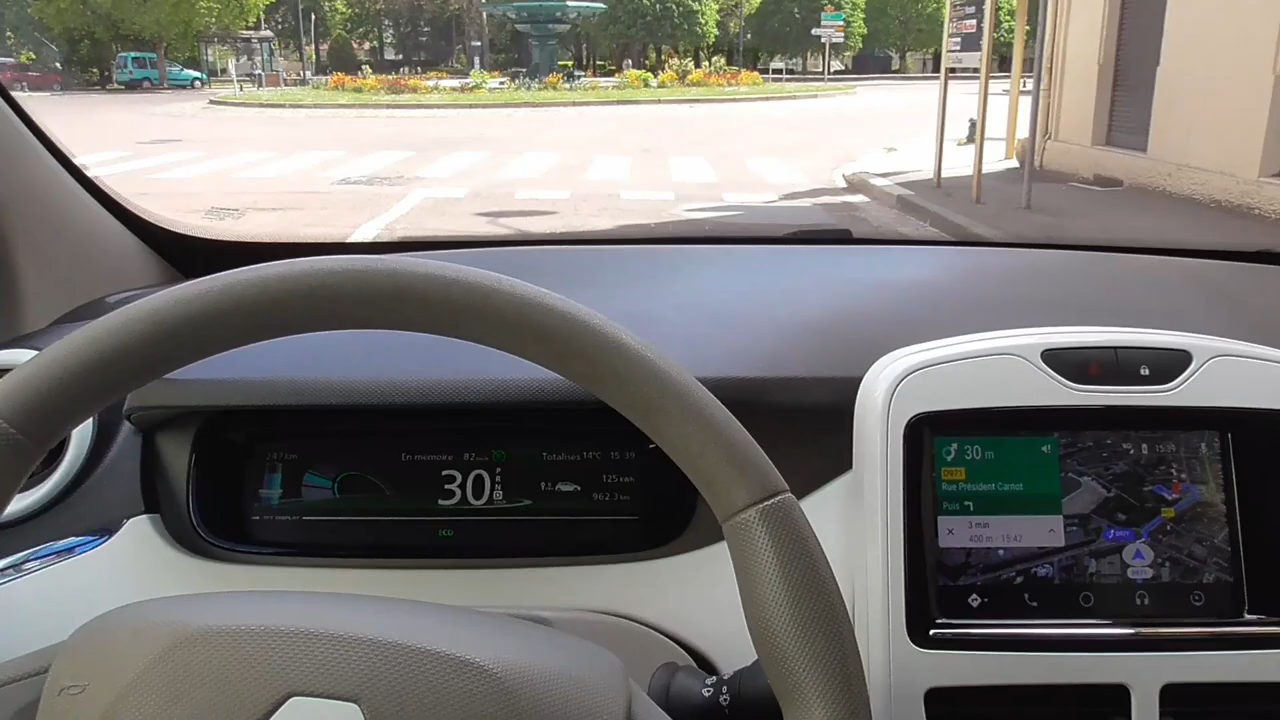 247 km
En mémoire 82 km/h
Totalisés 14°C 15:39
30
P
R
N
D
125 kWh
962.3 km
ECO
30 m
D971
Rue Président Carnot
Puis
3 min
400 m · 15:42
15:39
D971